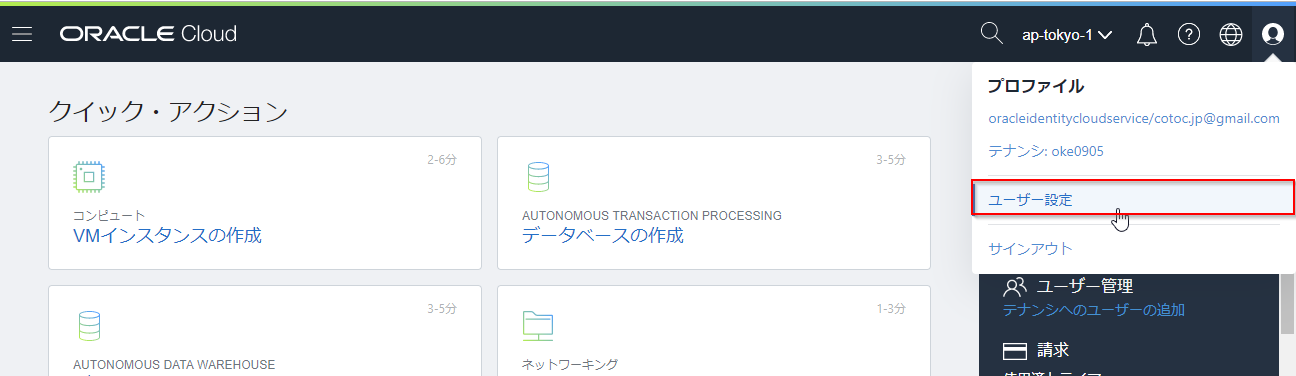 ORACLE Cloud
ap-tokyo-1
プロファイル
oracleidentitycloudservice/cotoc.jp@gmail.com
テナンシ: oke0905
ユーザー設定
サインアウト
クイック・アクション
2-6分
コンピュート
VMインスタンスの作成
3-5分
AUTONOMOUS TRANSACTION PROCESSING
データベースの作成
3-5分
AUTONOMOUS DATA WAREHOUSE
1-3分
ネットワーキング
ユーザー管理
テナンシへのユーザーの追加
請求